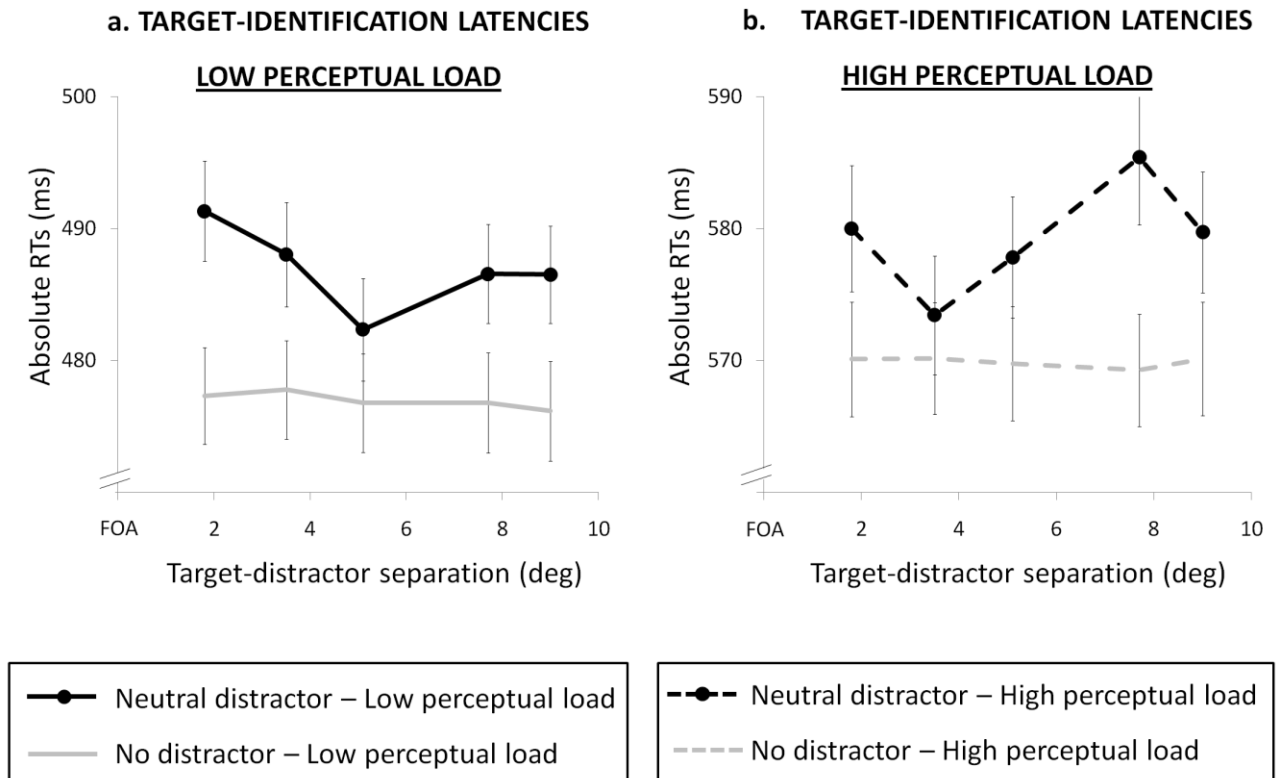 a. TARGET-IDENTIFICATION LATENCIES
LOW PERCEPTUAL LOAD
500
490
480
Absolute RTs (ms)
FOA 2 4 6 8 10
Target-distractor separation (deg)
b. TARGET-IDENTIFICATION LATENCIES
HIGH PERCEPTUAL LOAD
590
580
570
Absolute RTs (ms)
FOA 2 4 6 8 10
Target-distractor separation (deg)
Neutral distractor – Low perceptual load
No distractor – Low perceptual load
Neutral distractor – High perceptual load
No distractor – High perceptual load